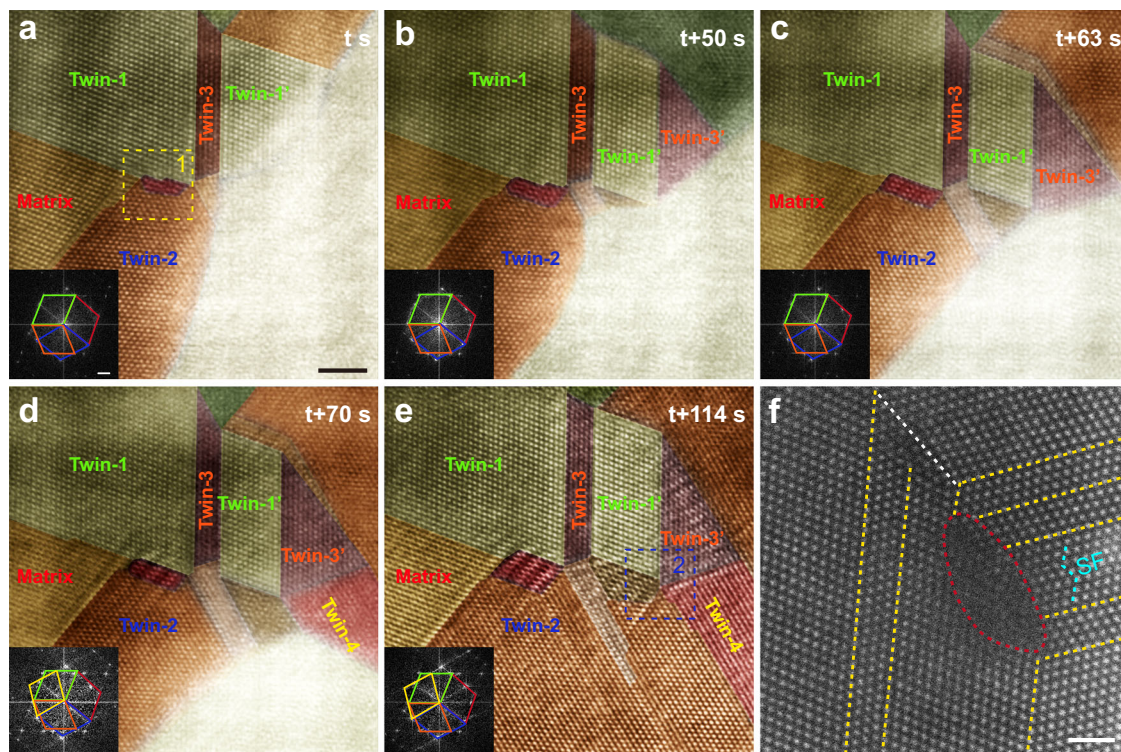 a
t s
Twin-1
Twin-3
Twin-1'
1
Matrix
Twin-2
b
t+50 s
Twin-1
Twin-3
Twin-1'
Twin-3'
Matrix
Twin-2
c
t+63 s
Twin-1
Twin-3
Twin-1'
Twin-3'
Matrix
Twin-2
d
t+70 s
Twin-1
Twin-3
Twin-1'
Twin-3'
Matrix
Twin-2
Twin-4
e
t+114 s
Twin-1
Twin-3
Twin-1'
Twin-3'
2
Matrix
Twin-2
Twin-4
f
SF